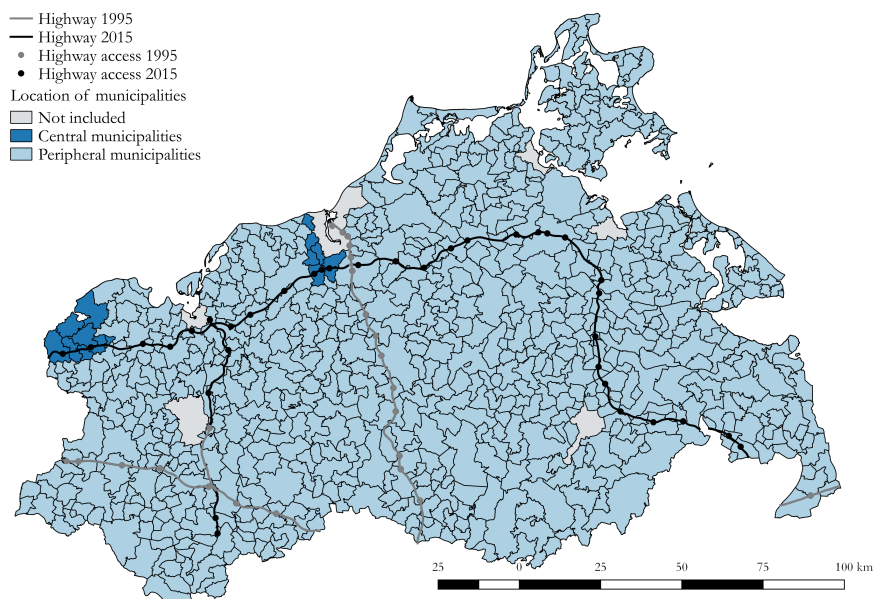 Highway 1995
Highway 2015
Highway access 1995
Highway access 2015
Location of municipalities
Not included
Central municipalities
Peripheral municipalities
25 0 25 50 75 100 km